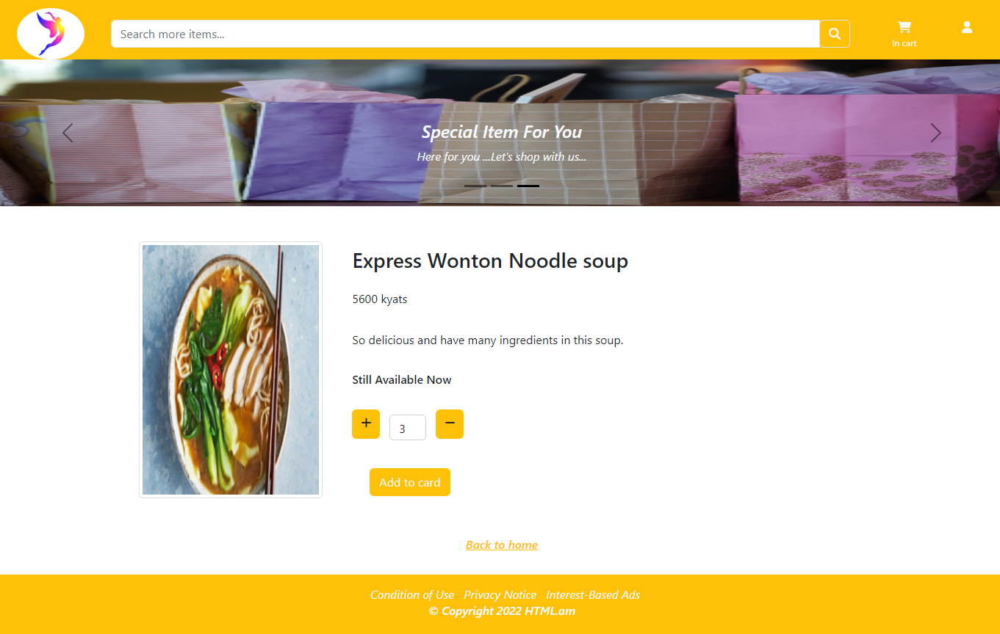 Search more items...
In cart
Special Item For You
Here for you ...Let's shop with us...
Express Wonton Noodle soup
5600 kyats
So delicious and have many ingredients in this soup.
Still Available Now
+ 3 −
Add to card
Back to home
Condition of Use Privacy Notice Interest-Based Ads
© Copyright 2022 HTML.am